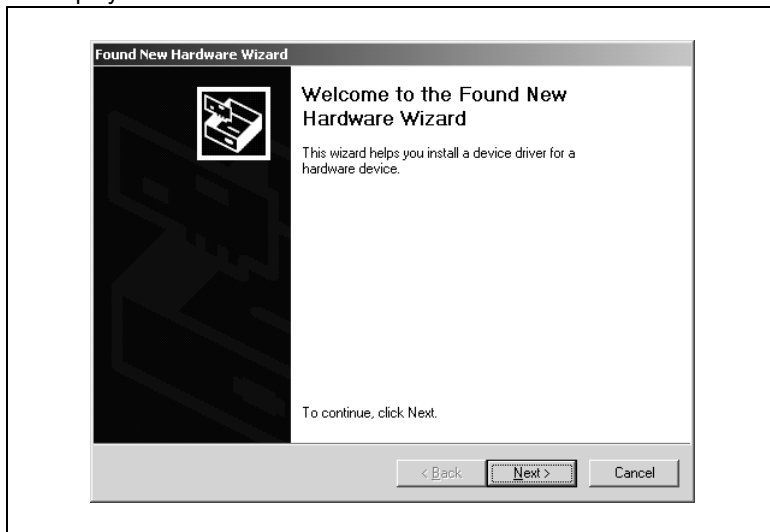 Found New Hardware Wizard
Welcome to the Found New
Hardware Wizard
This wizard helps you install a device driver for a
hardware device.
To continue, click Next.
< Back Next > Cancel